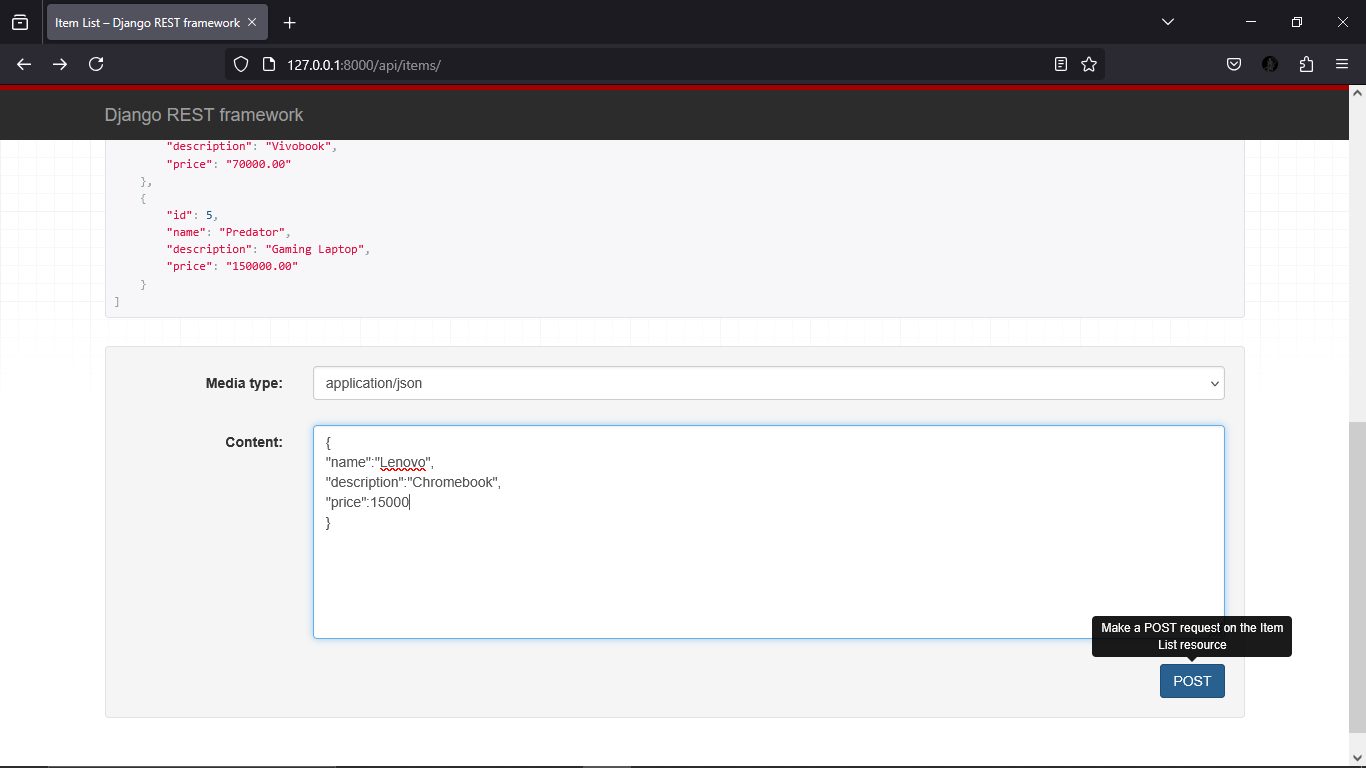 Item List – Django REST framework
127.0.0.1:8000/api/items/
Django REST framework
"description": "Vivobook",
"price": "70000.00"
},
{
"id": 5,
"name": "Predator",
"description": "Gaming Laptop",
"price": "150000.00"
}
]
Media type:
application/json
Content:
{
"name":"Lenovo",
"description":"Chromebook",
"price":15000
}
Make a POST request on the Item
List resource
POST